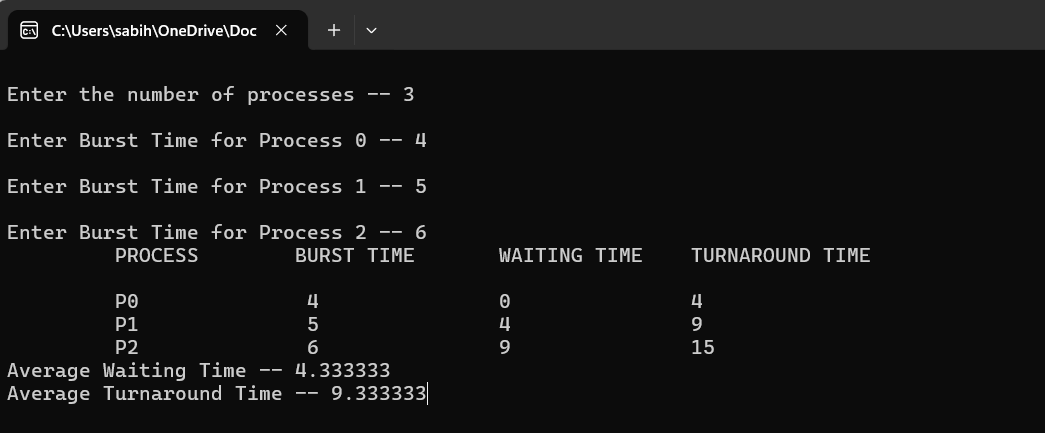 C:\Users\sabih\OneDrive\Doc
Enter the number of processes -- 3
Enter Burst Time for Process 0 -- 4
Enter Burst Time for Process 1 -- 5
Enter Burst Time for Process 2 -- 6
PROCESS BURST TIME WAITING TIME TURNAROUND TIME
P0 4 0 4
P1 5 4 9
P2 6 9 15
Average Waiting Time -- 4.333333
Average Turnaround Time -- 9.333333